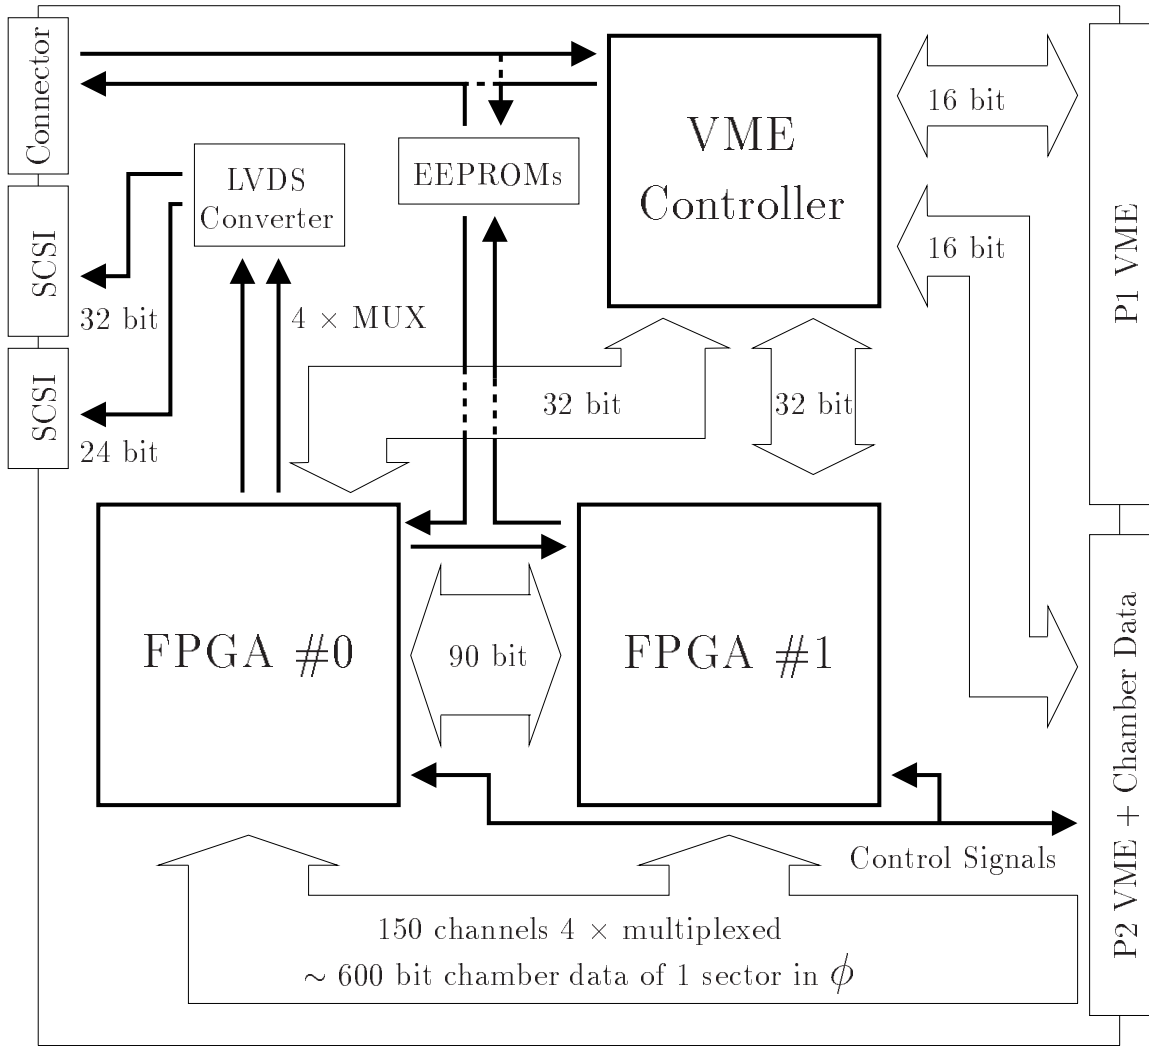 Connector
SCSI
SCSI
LVDS
Converter
EEPROMs
VME
Controller
16 bit
16 bit
P1 VME
32 bit
24 bit
4 × MUX
32 bit
32 bit
FPGA #0
90 bit
FPGA #1
P2 VME + Chamber Data
Control Signals
150 channels 4 × multiplexed
~ 600 bit chamber data of 1 sector in ϕ